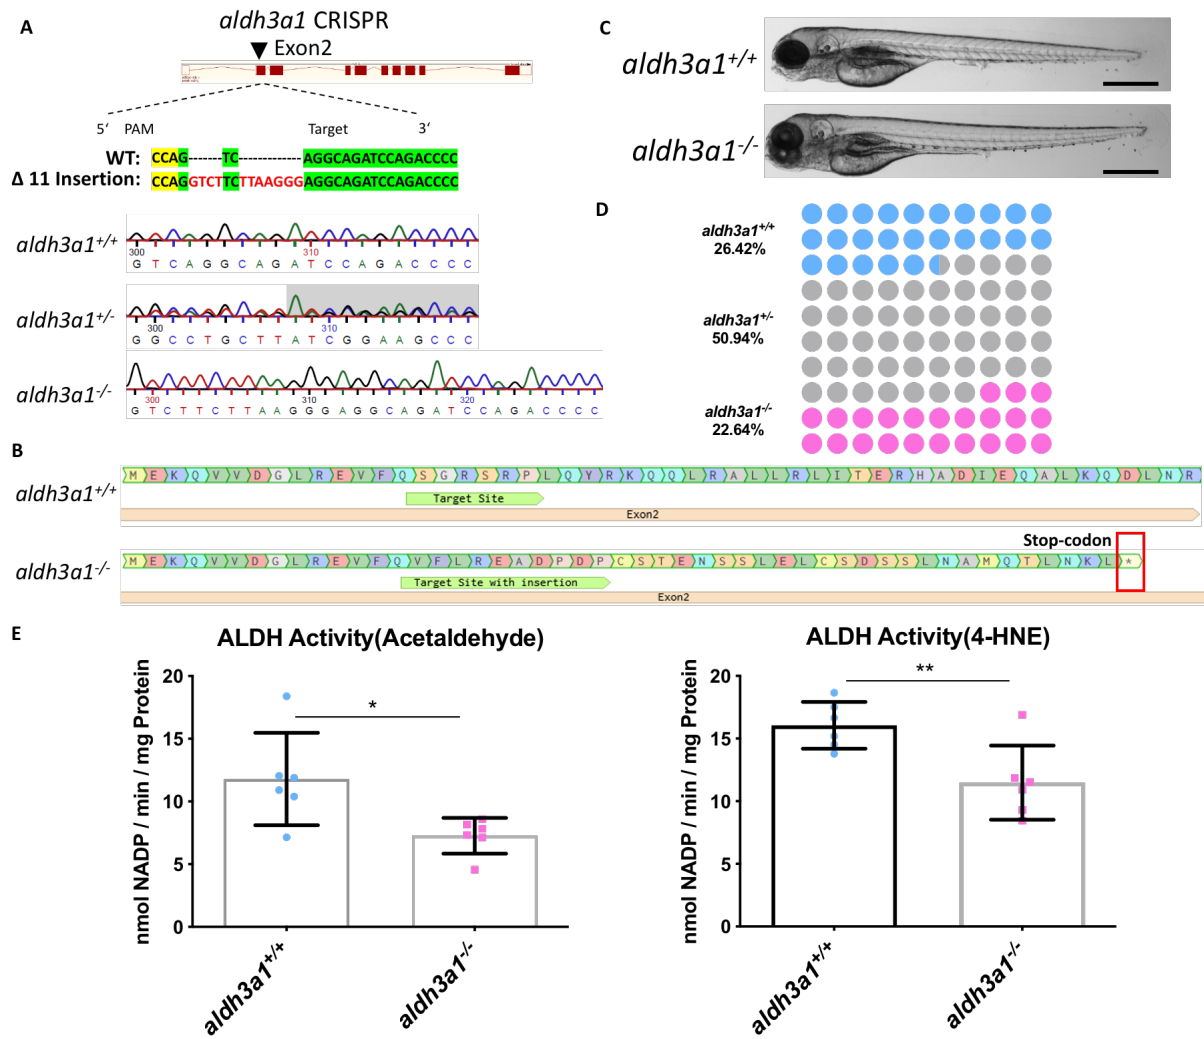 A
aldh3a1 CRISPR
Exon2
5' PAM Target 3'
WT: CCAG------TC-----------AGGCAGATCCAGACCCC
Δ 11 Insertion: CCAGGTCTTCTTAAGGGAGGCAGATCCAGACCCC
aldh3a1+/+
300 310
G T C A G G C A G A T C C A G A C C C C
aldh3a1+/-
300 310
G G C C T G C T T A T C G G A A G C C C
aldh3a1-/-
300 310 320
G T C T T C T T A A G G G A G G C A G A T C C A G A C C C C
B
aldh3a1+/+
M E K Q V V D G L R E V F Q S G R S R P L Q Y R K Q Q L R A L L R L I T E R H A D I E Q A L K Q D L N R
Target Site
Exon2
Stop-codon
aldh3a1-/-
M E K Q V V D G L R E V F Q V F L R E A D P D P C S T E N S S L E L C S D S S L N A M Q T L N K L *
Target Site with insertion
Exon2
C
aldh3a1+/+
aldh3a1-/-
D
aldh3a1+/+
26.42%
aldh3a1+/-
50.94%
aldh3a1-/-
22.64%
E
ALDH Activity(Acetaldehyde)
nmol NADP / min / mg Protein
20
15
10
5
0
*
aldh3a1+/+
aldh3a1-/-
ALDH Activity(4-HNE)
nmol NADP / min / mg Protein
20
15
10
5
0
**
aldh3a1+/+
aldh3a1-/-